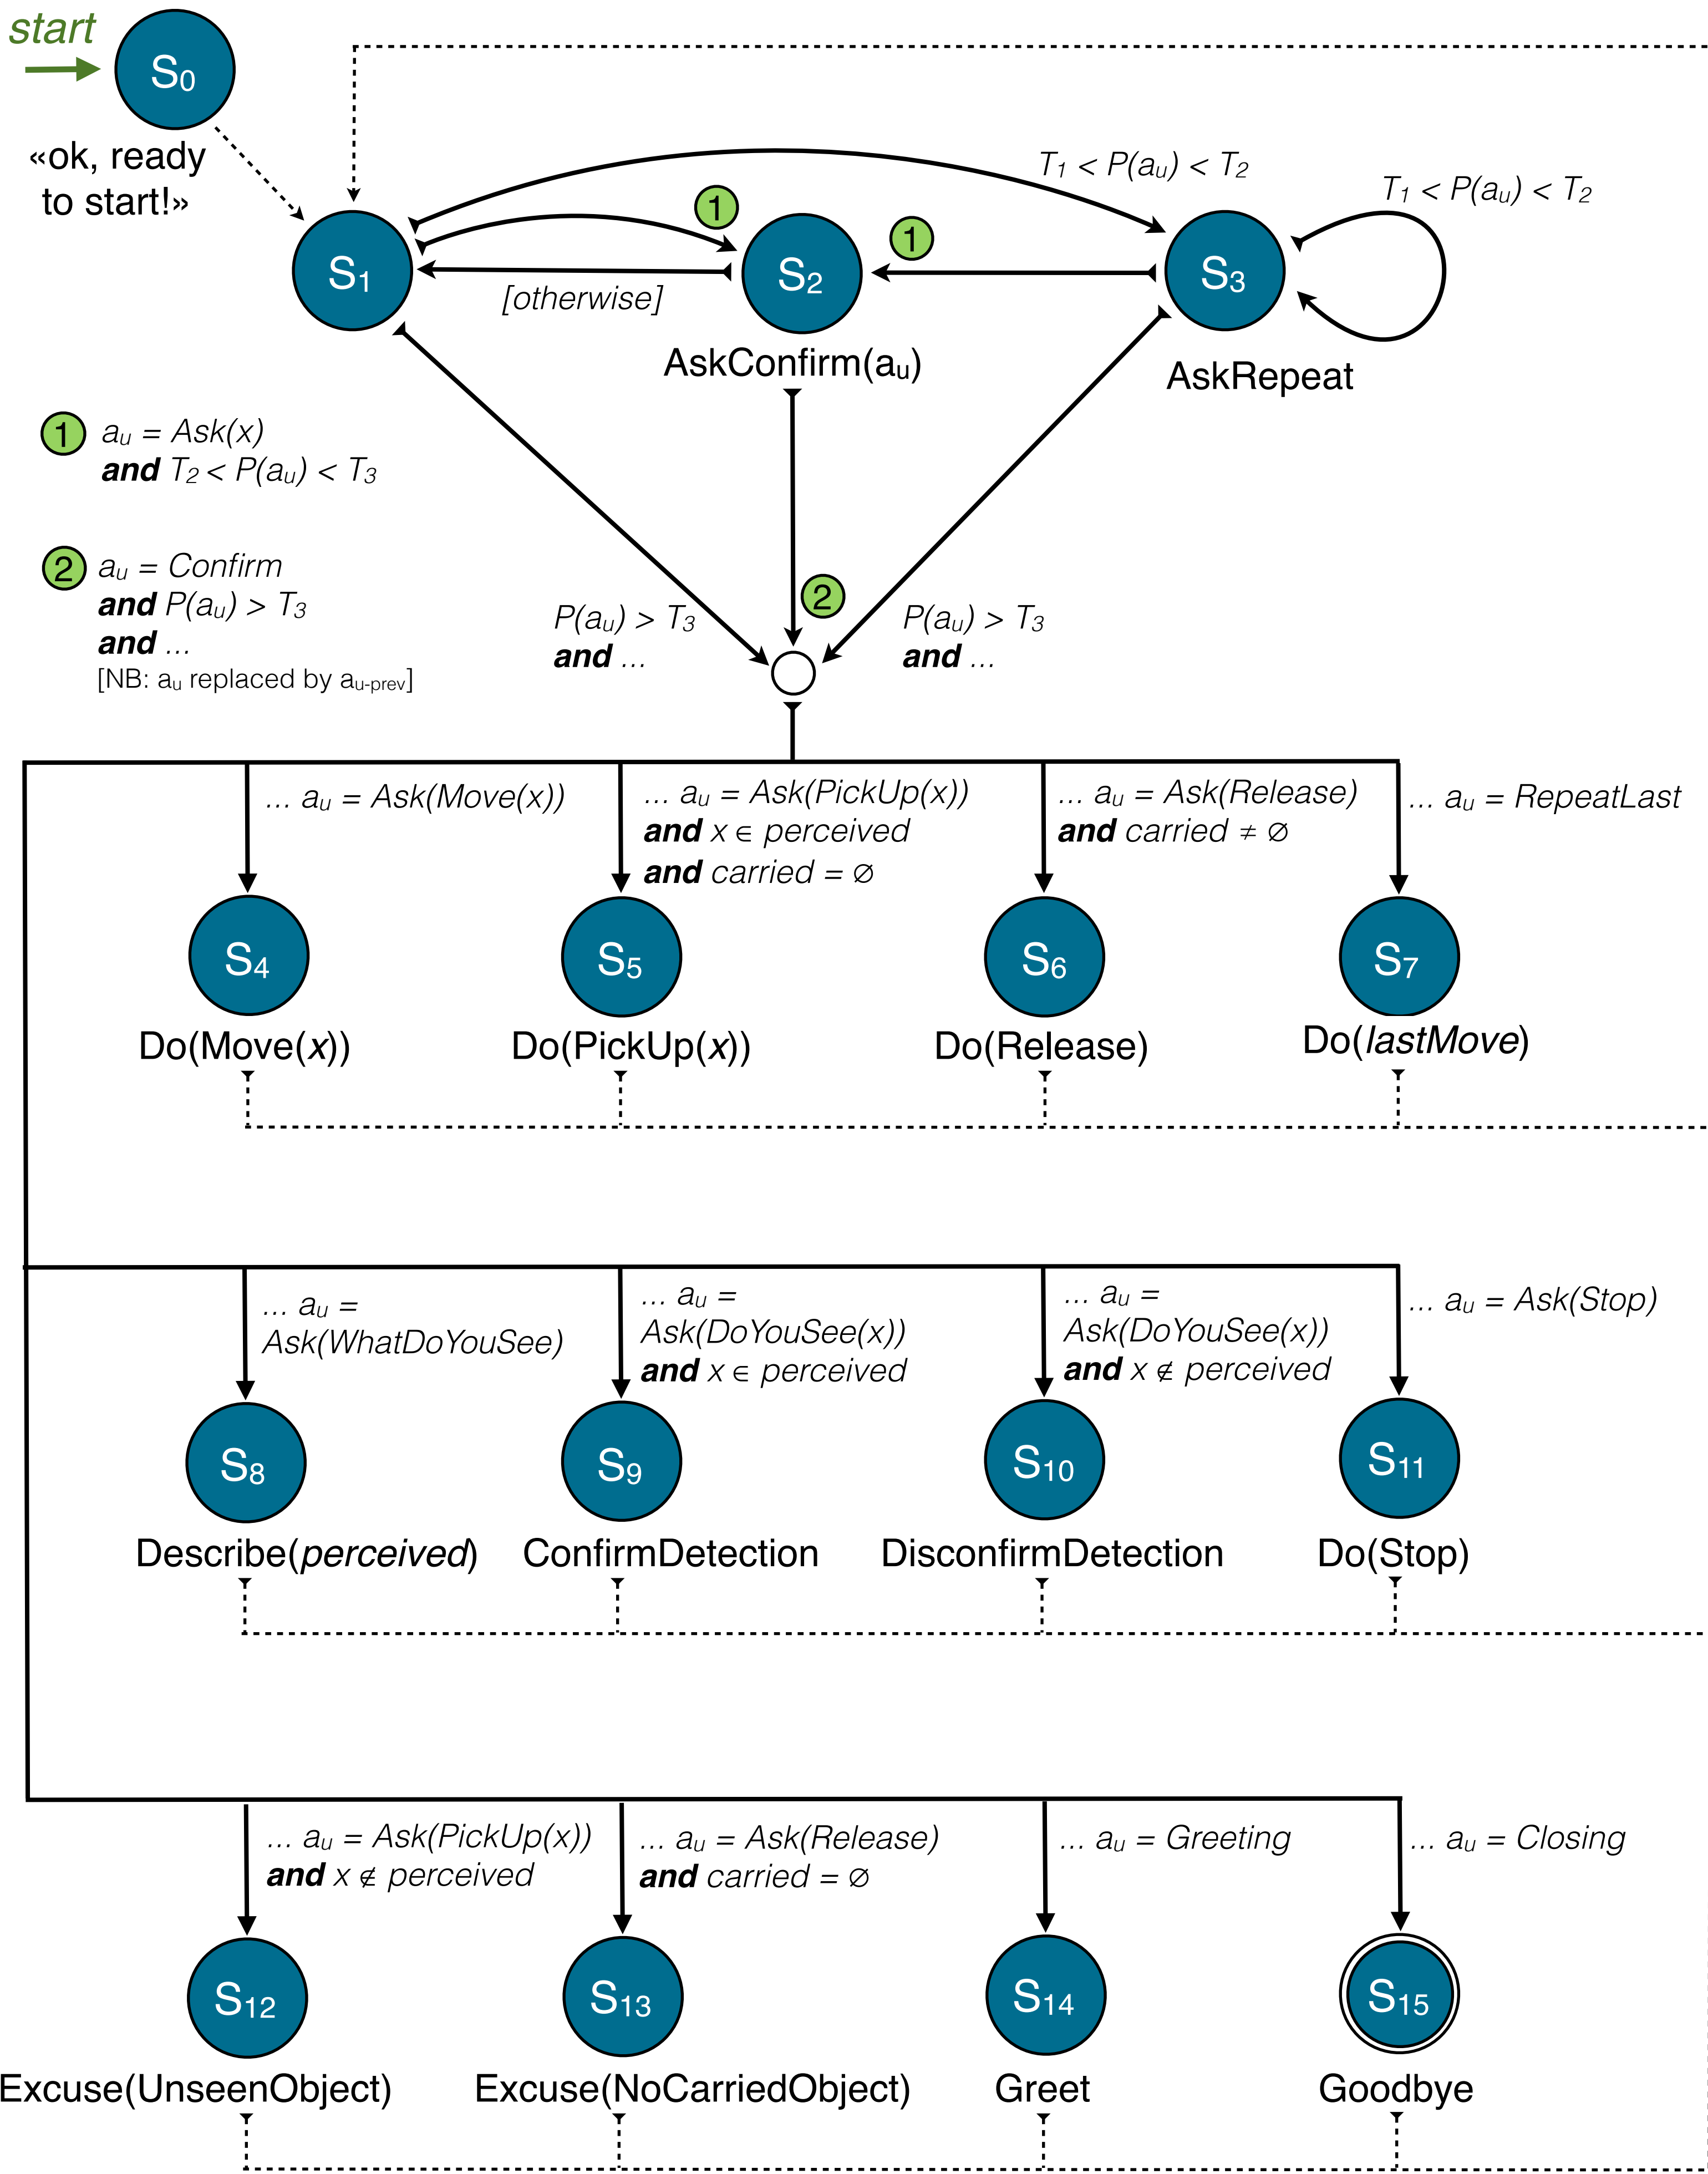 start
S0
«ok, ready
to start!»
T1 < P(au) < T2
T1 < P(au) < T2
1
1
S1
S2
S3
[otherwise]
AskConfirm(au)
AskRepeat
1 au = Ask(x)
and T2 < P(au) < T3
2 au = Confirm
and P(au) > T3
and ...
[NB: au replaced by au-prev]
2
P(au) > T3
and ...
P(au) > T3
and ...
... au = Ask(Move(x))
... au = Ask(PickUp(x))
and x ∈ perceived
and carried = ∅
... au = Ask(Release)
and carried ≠ ∅
... au = RepeatLast
S4
S5
S6
S7
Do(Move(x))
Do(PickUp(x))
Do(Release)
Do(lastMove)
... au =
Ask(WhatDoYouSee)
... au =
Ask(DoYouSee(x))
and x ∈ perceived
... au =
Ask(DoYouSee(x))
and x ∉ perceived
... au = Ask(Stop)
S8
S9
S10
S11
Describe(perceived)
ConfirmDetection
DisconfirmDetection
Do(Stop)
... au = Ask(PickUp(x))
and x ∉ perceived
... au = Ask(Release)
and carried = ∅
... au = Greeting
... au = Closing
S12
S13
S14
S15
Excuse(UnseenObject)
Excuse(NoCarriedObject)
Greet
Goodbye